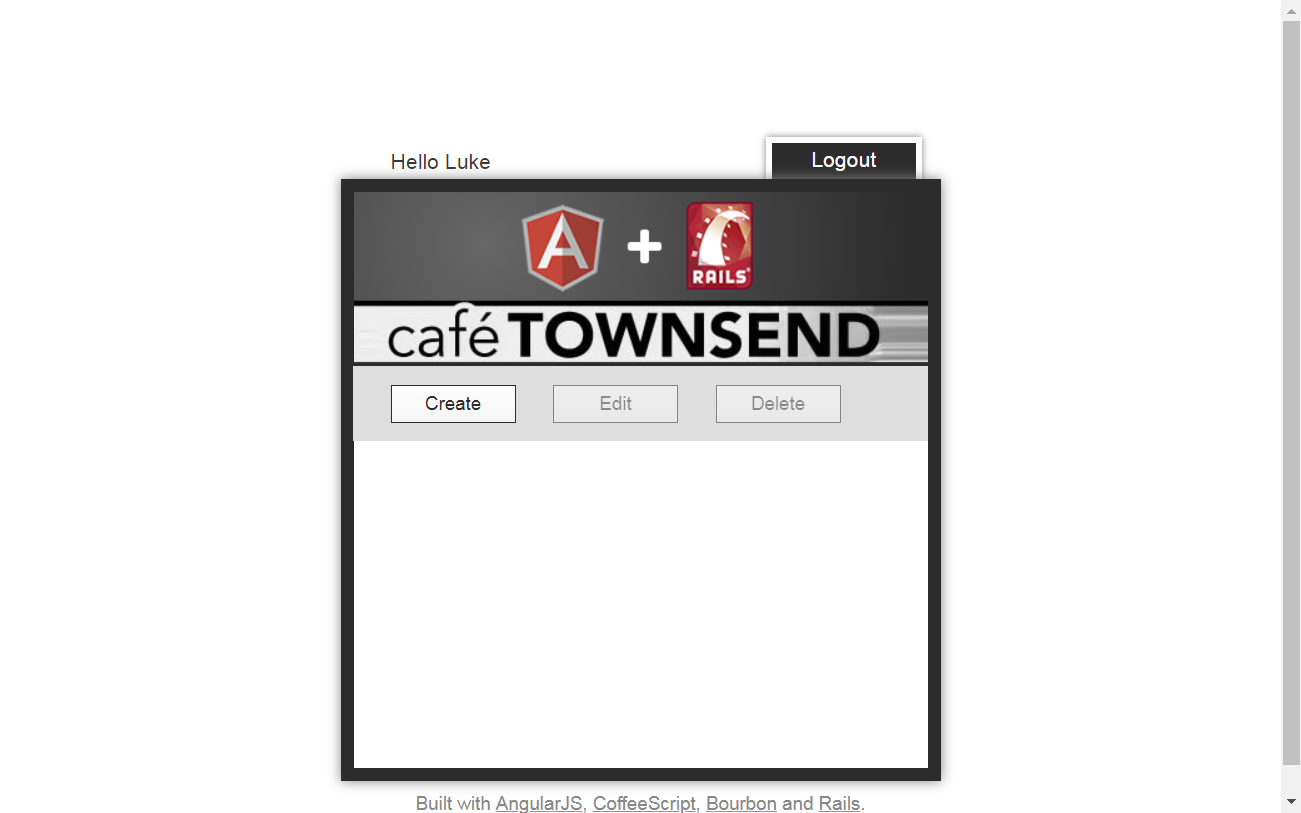 Hello Luke
Logout
A
RAILS
café TOWNSEND
Create
Edit
Delete
Built with AngularJS, CoffeeScript, Bourbon and Rails.